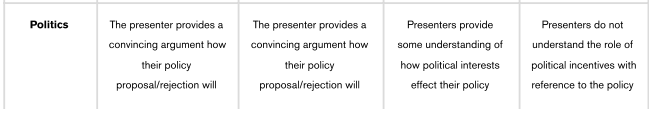 Politics
The presenter provides a
convincing argument how
their policy
proposal/rejection will
The presenter provides a
convincing argument how
their policy
proposal/rejection will
Presenters provide
some understanding of
how political interests
effect their policy
Presenters do not
understand the role of
political incentives with
reference to the policy